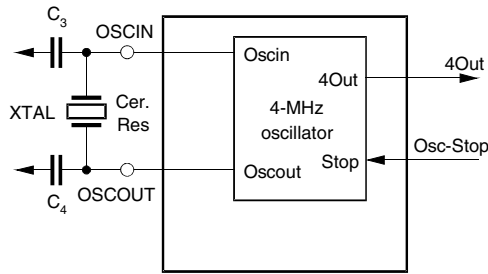 C3
OSCIN
Oscin
4Out
4Out
XTAL
Cer.
Res
4-MHz
oscillator
Osc-Stop
Stop
Oscout
C4
OSCOUT